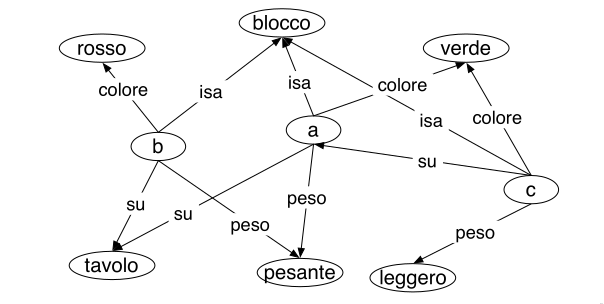 blocco
rosso
verde
colore
isa
isa
colore
isa
colore
b
a
c
su
su
su
peso
peso
peso
tavolo
pesante
leggero